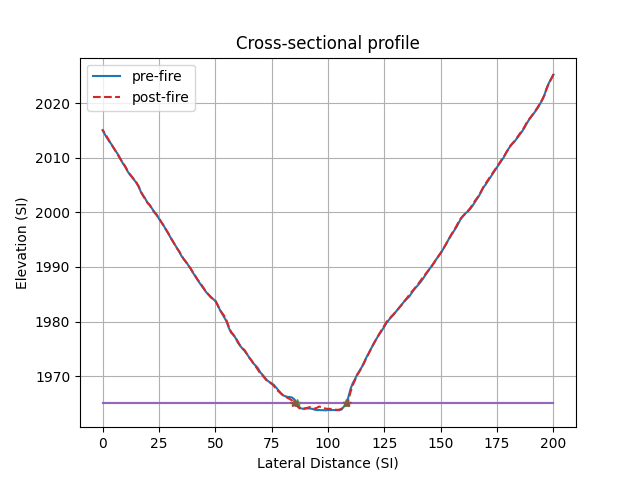 Cross-sectional profile
pre-fire
post-fire
2020
2010
2000
1990
1980
1970
Elevation (SI)
0 25 50 75 100 125 150 175 200
Lateral Distance (SI)